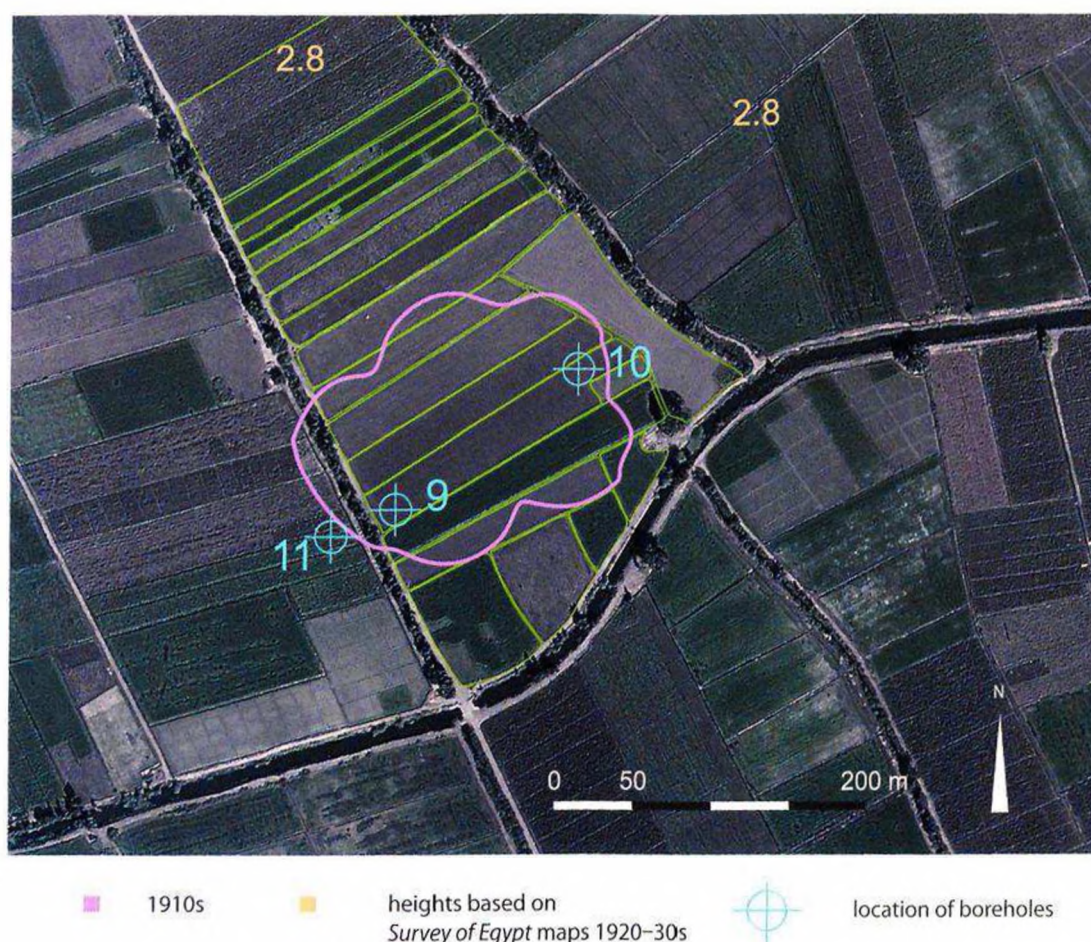 2.8
2.8
10
9
11
N
0 50 200 m
1910s
heights based on
Survey of Egypt maps 1920–30s
location of boreholes